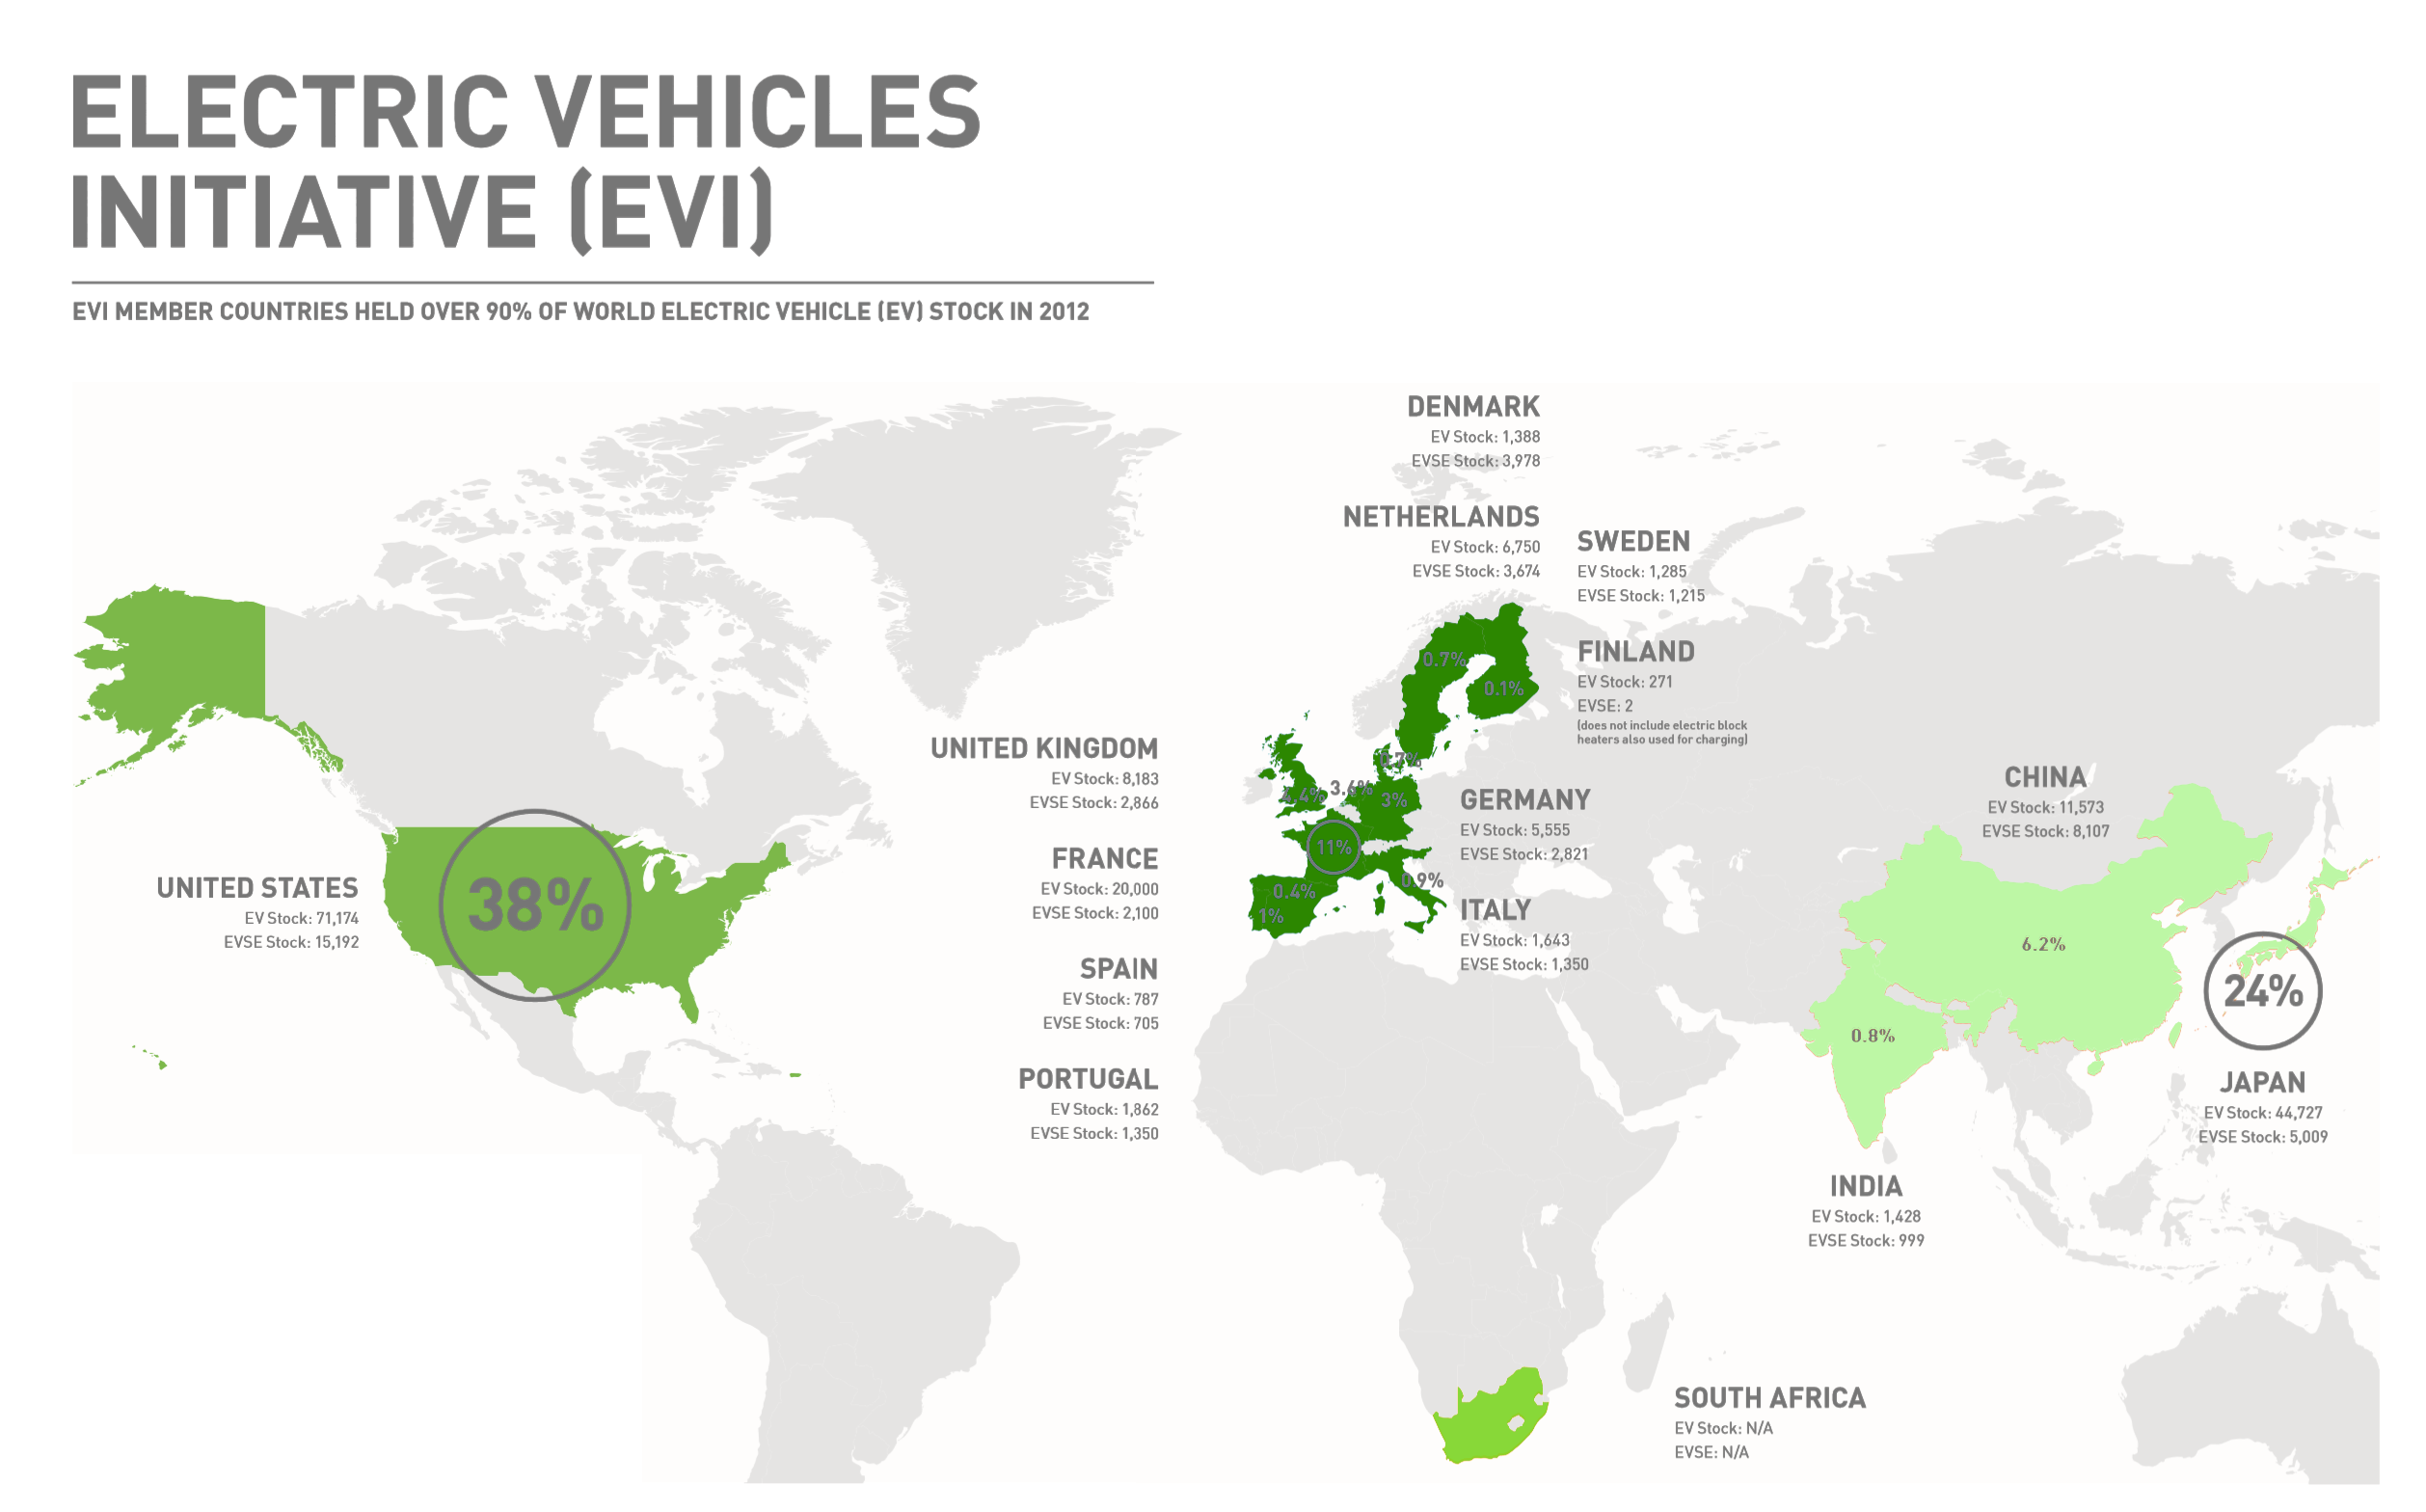 ELECTRIC VEHICLES
INITIATIVE (EVI)
EVI MEMBER COUNTRIES HELD OVER 90% OF WORLD ELECTRIC VEHICLE (EV) STOCK IN 2012
DENMARK
EV Stock: 1,388
EVSE Stock: 3,978
NETHERLANDS
EV Stock: 6,750
EVSE Stock: 3,674
SWEDEN
EV Stock: 1,285
EVSE Stock: 1,215
FINLAND
EV Stock: 271
EVSE: 2
(does not include electric block
heaters also used for charging)
0.7%
0.1%
UNITED KINGDOM
EV Stock: 8,183
EVSE Stock: 2,866
0.7%
4.4%
3.6%
3%
11%
0.9%
0.4%
1%
GERMANY
EV Stock: 5,555
EVSE Stock: 2,821
FRANCE
EV Stock: 20,000
EVSE Stock: 2,100
ITALY
EV Stock: 1,643
EVSE Stock: 1,350
SPAIN
EV Stock: 787
EVSE Stock: 705
PORTUGAL
EV Stock: 1,862
EVSE Stock: 1,350
UNITED STATES
EV Stock: 71,174
EVSE Stock: 15,192
38%
CHINA
EV Stock: 11,573
EVSE Stock: 8,107
6.2%
0.8%
24%
JAPAN
EV Stock: 44,727
EVSE Stock: 5,009
INDIA
EV Stock: 1,428
EVSE Stock: 999
SOUTH AFRICA
EV Stock: N/A
EVSE: N/A